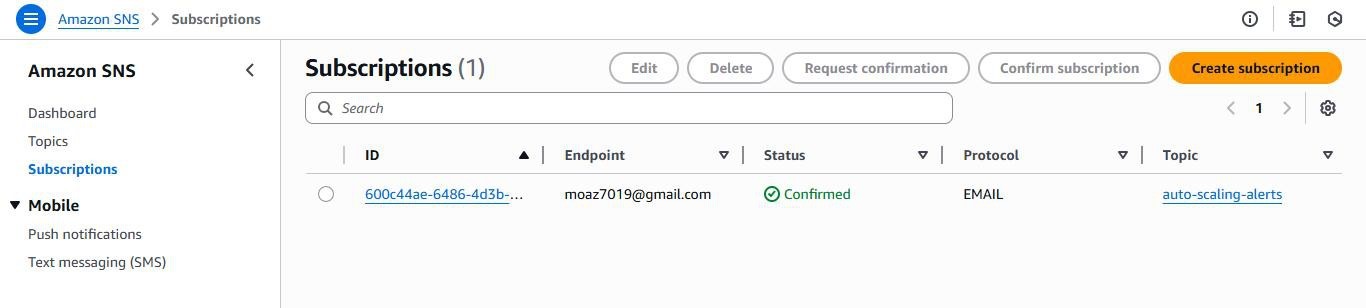 Amazon SNS > Subscriptions
Amazon SNS
Dashboard
Topics
Subscriptions
Mobile
Push notifications
Text messaging (SMS)
Subscriptions (1)
Edit Delete Request confirmation Confirm subscription Create subscription
Search
1
ID Endpoint Status Protocol Topic
600c44ae-6486-4d3b-... moaz7019@gmail.com Confirmed EMAIL auto-scaling-alerts